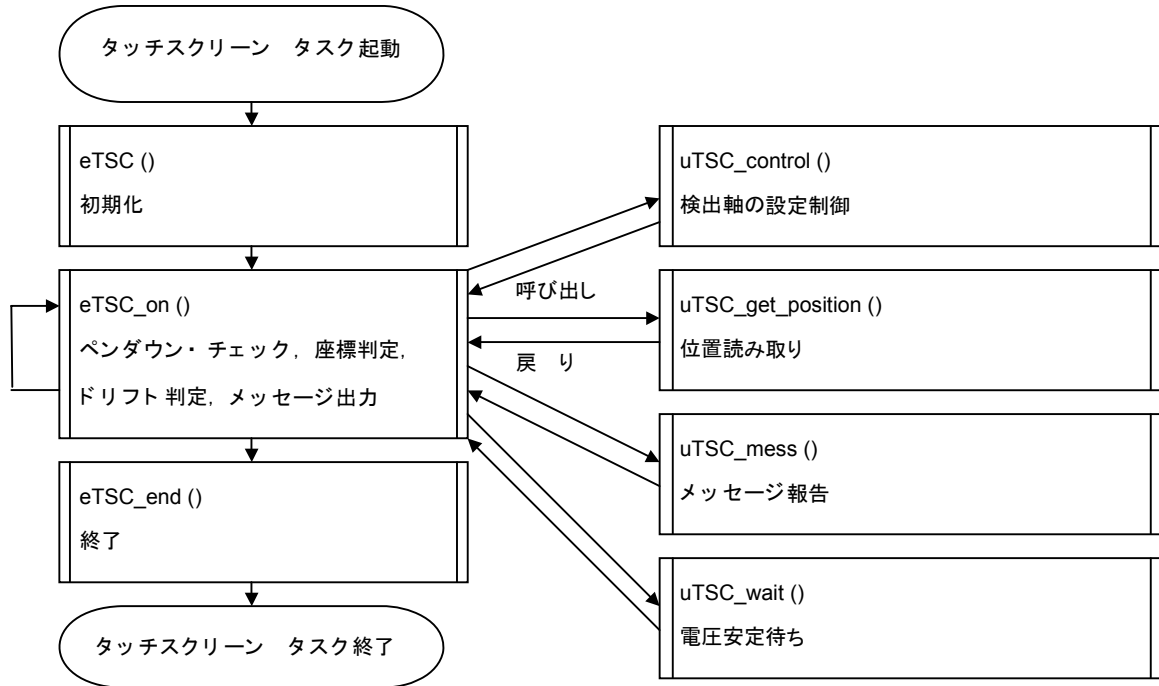 タッチスクリーン　タスク起動
eTSC ()
初期化
eTSC_on ()
ペンダウン・チェック，座標判定，
ドリフト判定，メッセージ出力
eTSC_end ()
終了
タッチスクリーン　タスク終了
呼び出し
戻　り
uTSC_control ()
検出軸の設定制御
uTSC_get_position ()
位置読み取り
uTSC_mess ()
メッセージ報告
uTSC_wait ()
電圧安定待ち